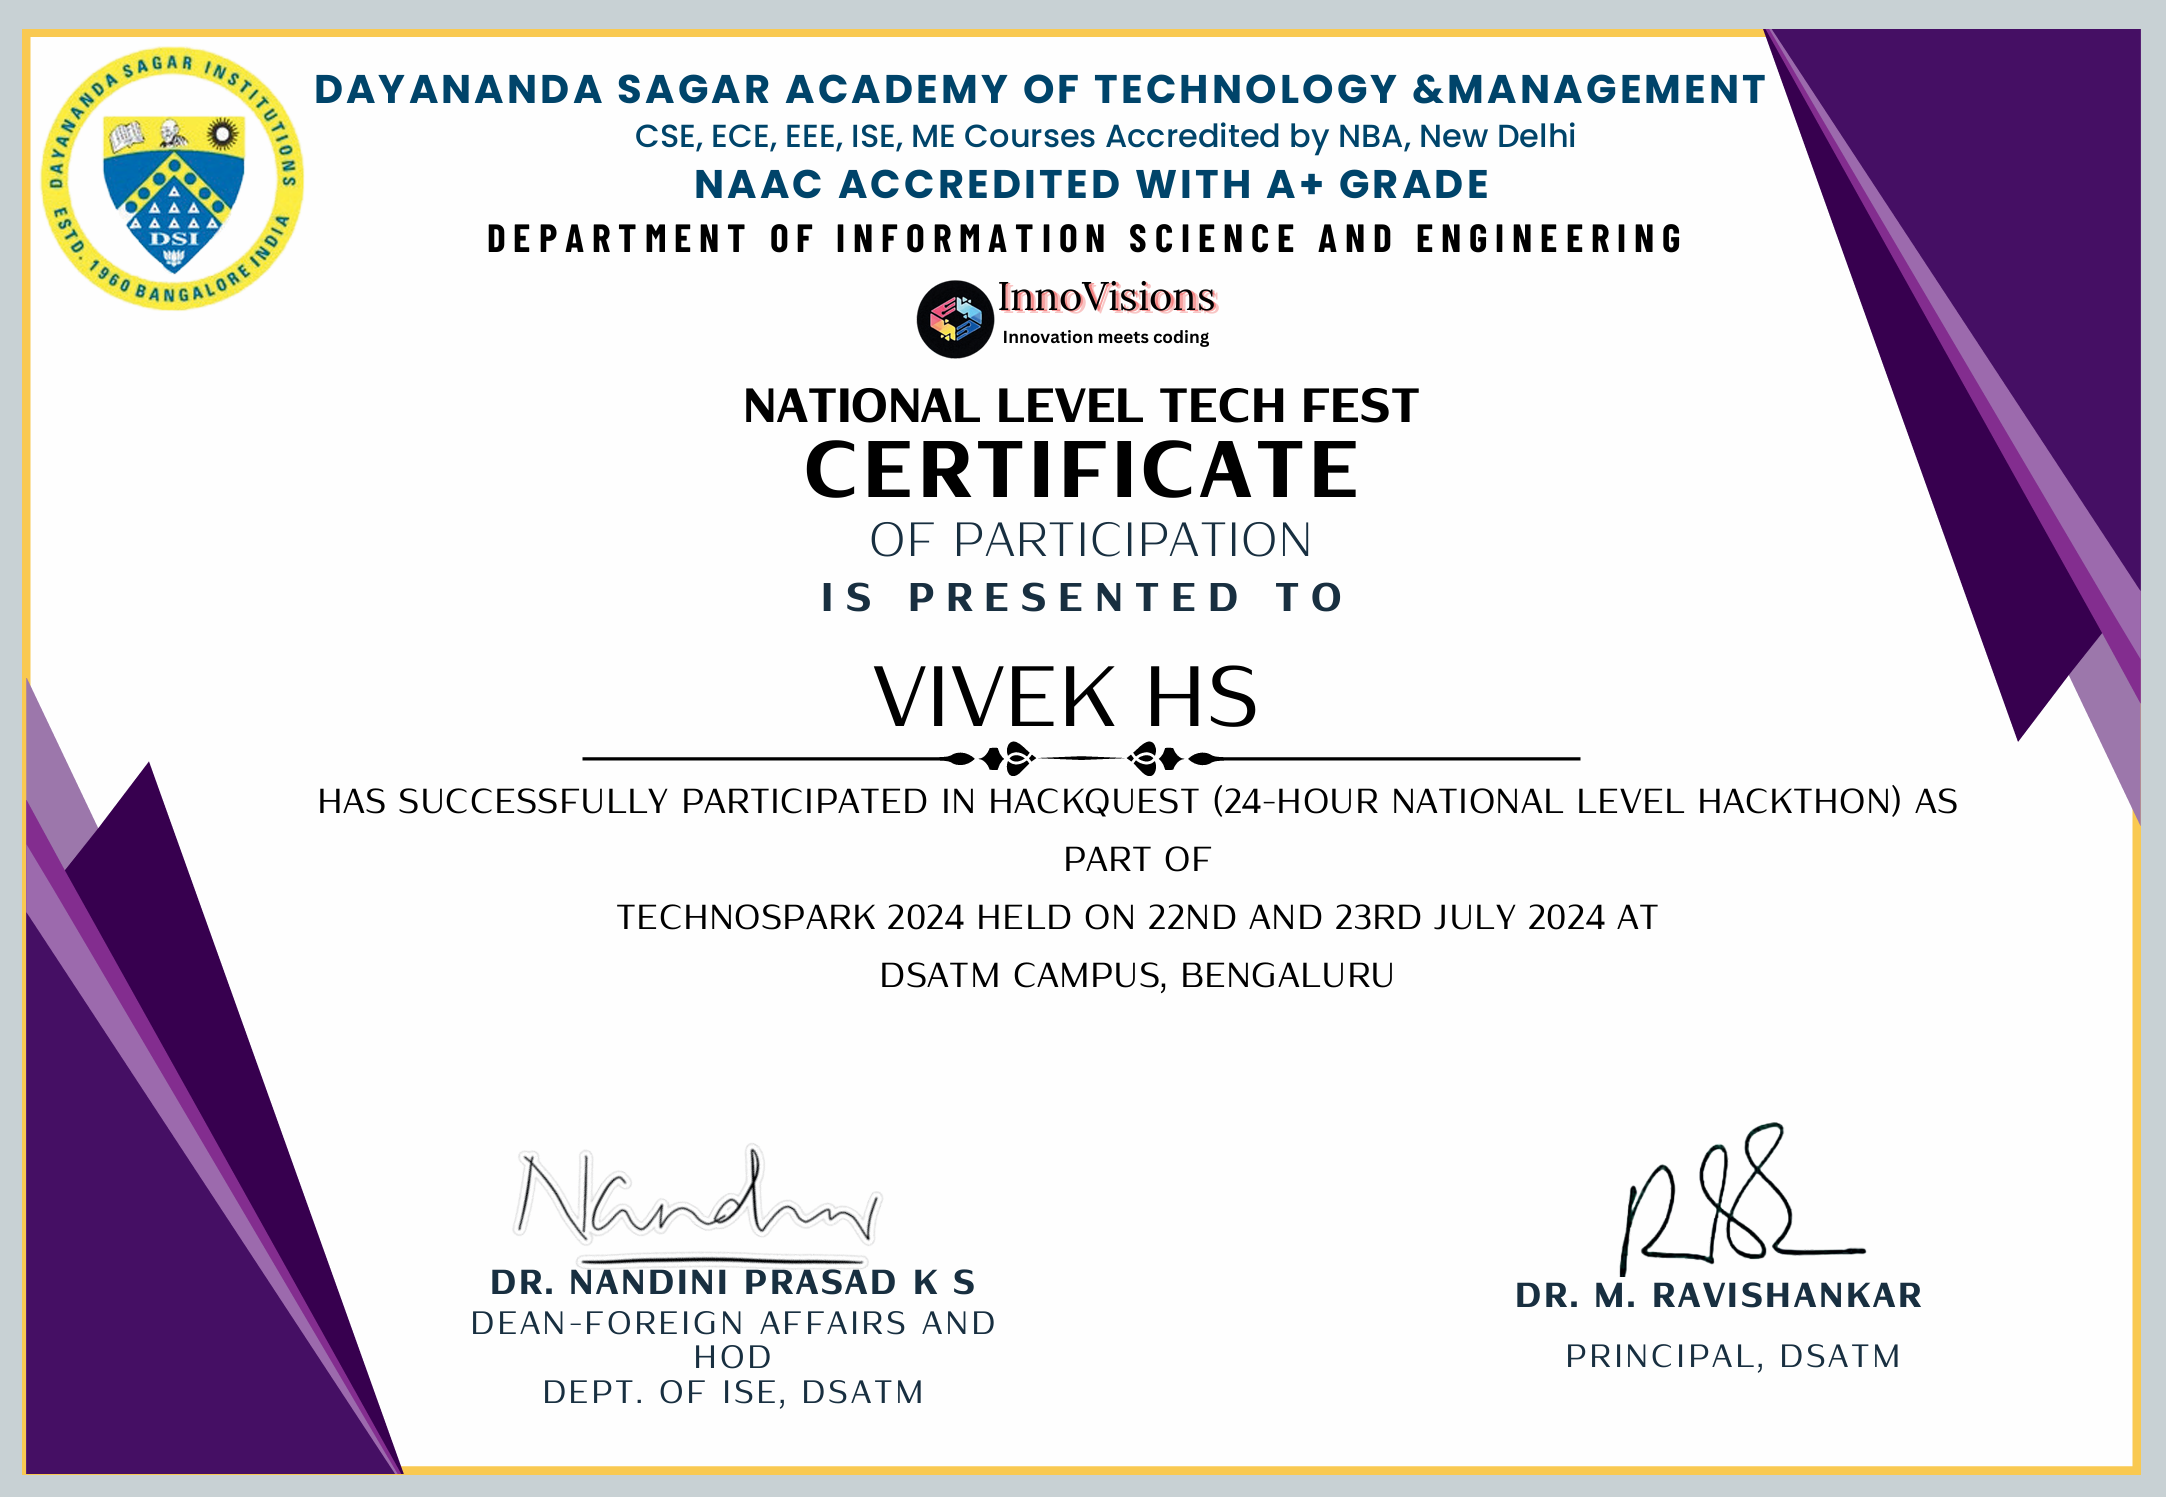 DAYANANDA SAGAR INSTITUTIONS
ESTD. 1960 BANGALORE INDIA
DSI
DAYANANDA SAGAR ACADEMY OF TECHNOLOGY &MANAGEMENT
CSE, ECE, EEE, ISE, ME Courses Accredited by NBA, New Delhi
NAAC ACCREDITED WITH A+ GRADE
DEPARTMENT OF INFORMATION SCIENCE AND ENGINEERING
InnoVisions
Innovation meets coding
NATIONAL LEVEL TECH FEST
CERTIFICATE
OF PARTICIPATION
IS PRESENTED TO
VIVEK HS
HAS SUCCESSFULLY PARTICIPATED IN HACKQUEST (24-HOUR NATIONAL LEVEL HACKTHON) AS
PART OF
TECHNOSPARK 2024 HELD ON 22ND AND 23RD JULY 2024 AT
DSATM CAMPUS, BENGALURU
DR. NANDINI PRASAD K S
DEAN-FOREIGN AFFAIRS AND
HOD
DEPT. OF ISE, DSATM
DR. M. RAVISHANKAR
PRINCIPAL, DSATM